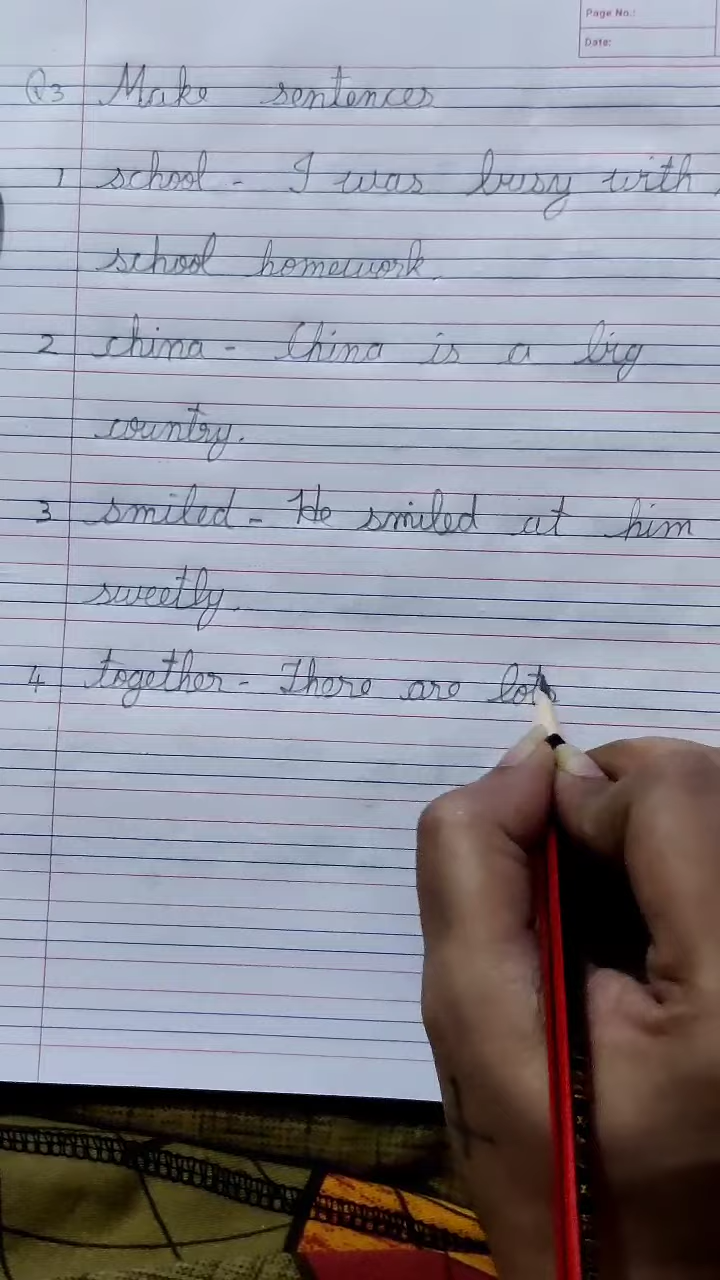 Page No.:
Date:
Q3 Make sentences
1 school - I was busy with
school homework.
2 china - China is a big
country.
3 smiled - He smiled at him
sweetly.
4 together - There are lots